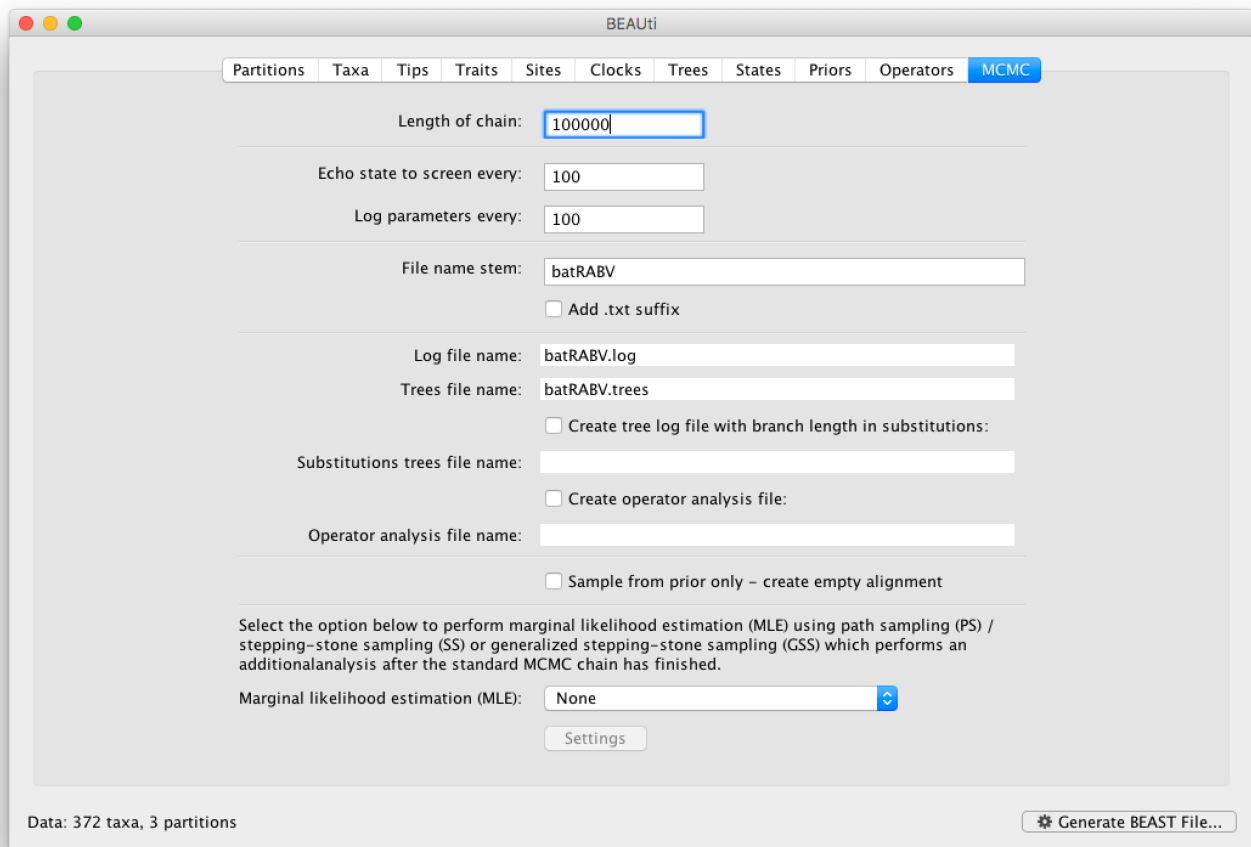 BEAUti
Partitions Taxa Tips Traits Sites Clocks Trees States Priors Operators MCMC
Length of chain: 100000
Echo state to screen every: 100
Log parameters every: 100
File name stem: batRABV
Add .txt suffix
Log file name: batRABV.log
Trees file name: batRABV.trees
Create tree log file with branch length in substitutions:
Substitutions trees file name:
Create operator analysis file:
Operator analysis file name:
Sample from prior only - create empty alignment
Select the option below to perform marginal likelihood estimation (MLE) using path sampling (PS) /
stepping-stone sampling (SS) or generalized stepping-stone sampling (GSS) which performs an
additionalanalysis after the standard MCMC chain has finished.
Marginal likelihood estimation (MLE): None
Settings
Data: 372 taxa, 3 partitions Generate BEAST File...